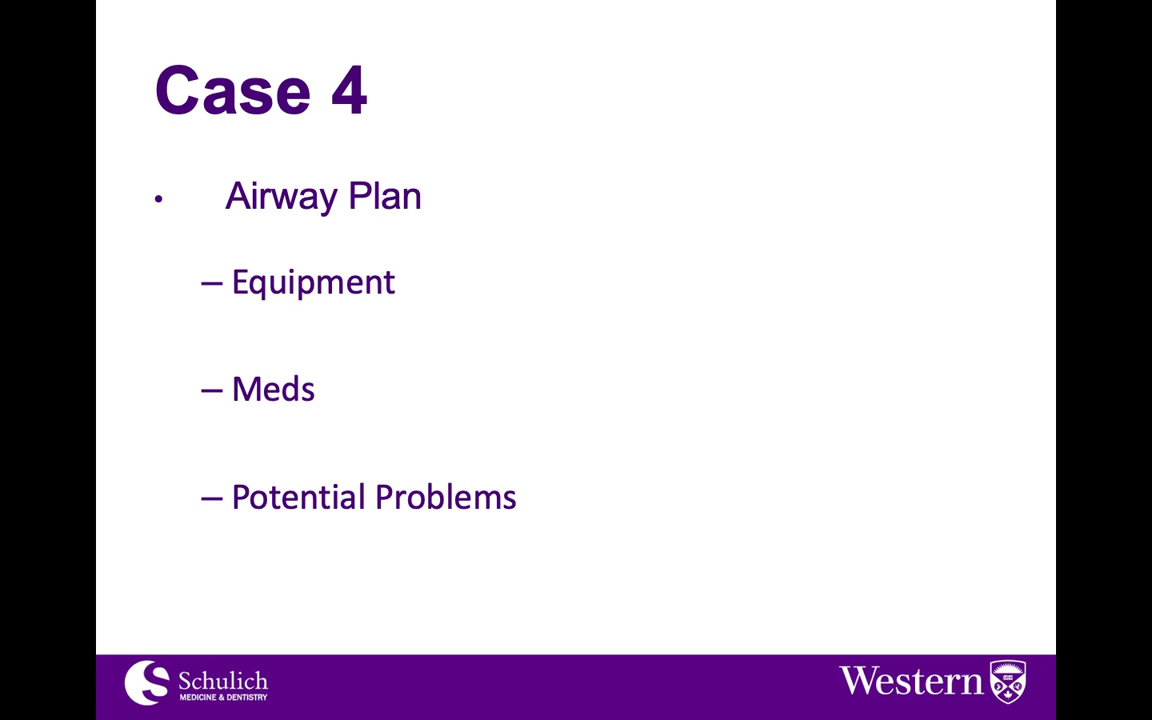 Case 4
• Airway Plan
– Equipment
– Meds
– Potential Problems
Schulich
MEDICINE & DENTISTRY
Western